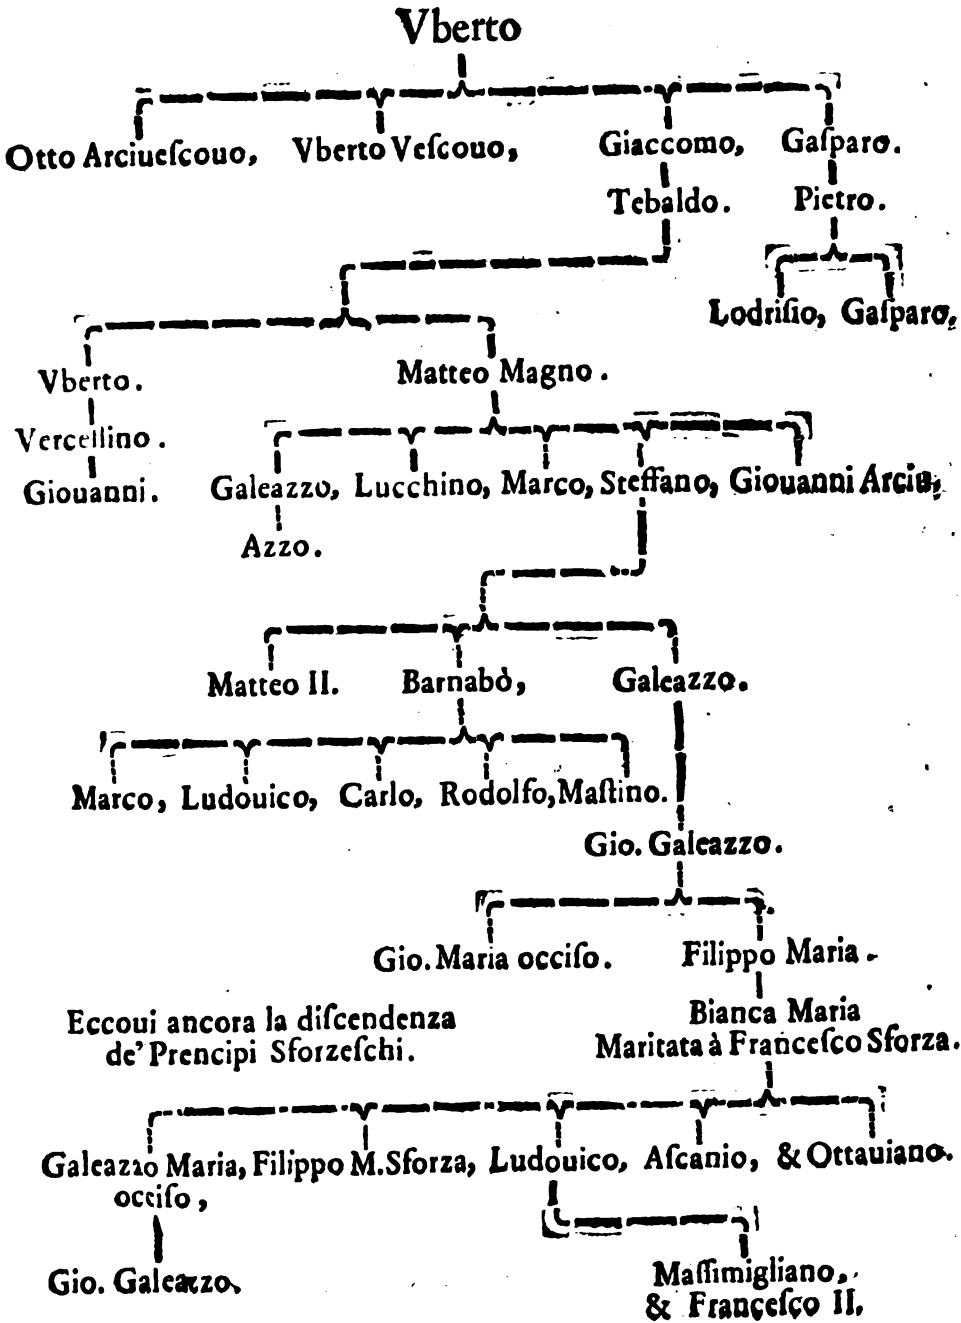 Vberto
Otto Arciueſcouo, Vberto Veſcouo, Giaccomo, Gaſparo.
Tebaldo. Pietro.
Lodriſio, Gaſparo,
Vberto. Matteo Magno.
Vercellino.
Giouanni. Galeazzo, Lucchino, Marco, Steffano, Giouanni Arciu,
Azzo.
Matteo II. Barnabò, Galeazzo.
Marco, Ludouico, Carlo, Rodolfo, Maſtino.
Gio. Galeazzo.
Gio. Maria occiſo. Filippo Maria.
Eccoui ancora la diſcendenza
de' Prencipi Sforzeſchi.
Bianca Maria
Maritata à Franceſco Sforza.
Galeazzo Maria, Filippo M. Sforza, Ludouico, Aſcanio, & Ottauiano.
occiſo,
Gio. Galeazzo,
Maſſimigliano,
& Franceſco II.